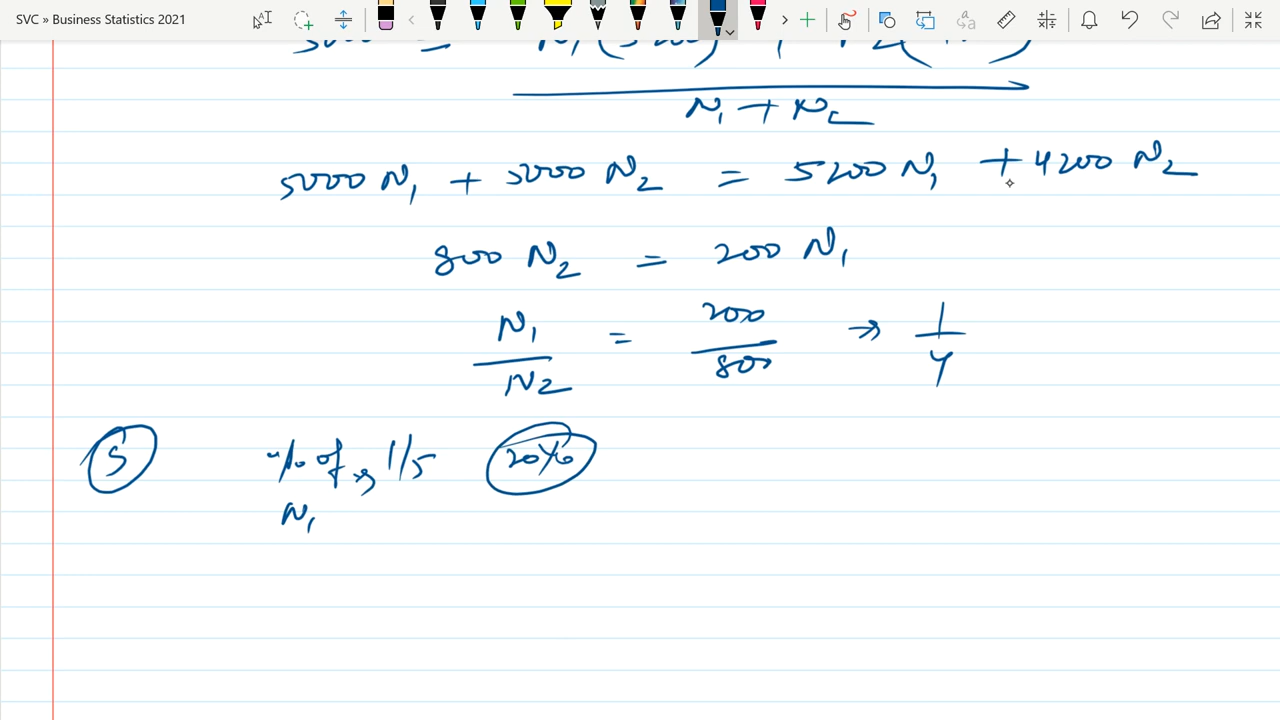 SVC » Business Statistics 2021
N₁ + N₂
5000 N₁ + 5000 N₂ = 5200 N₁ + 4200 N₂
800 N₂ = 200 N₁
N₁/N₂ = 200/800 → 1/4
5 % of → 1/5 20%
N₁